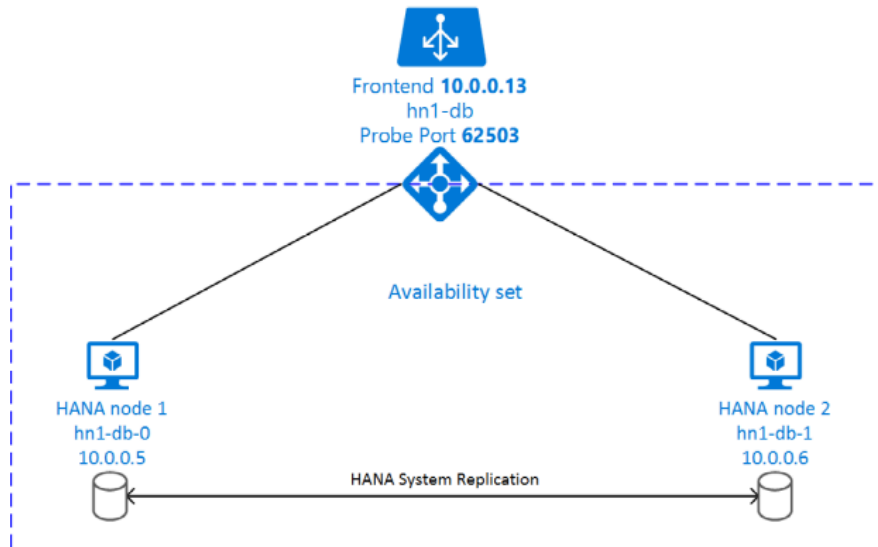 Frontend 10.0.0.13
hn1-db
Probe Port 62503
Availability set
HANA node 1
hn1-db-0
10.0.0.5
HANA node 2
hn1-db-1
10.0.0.6
HANA System Replication